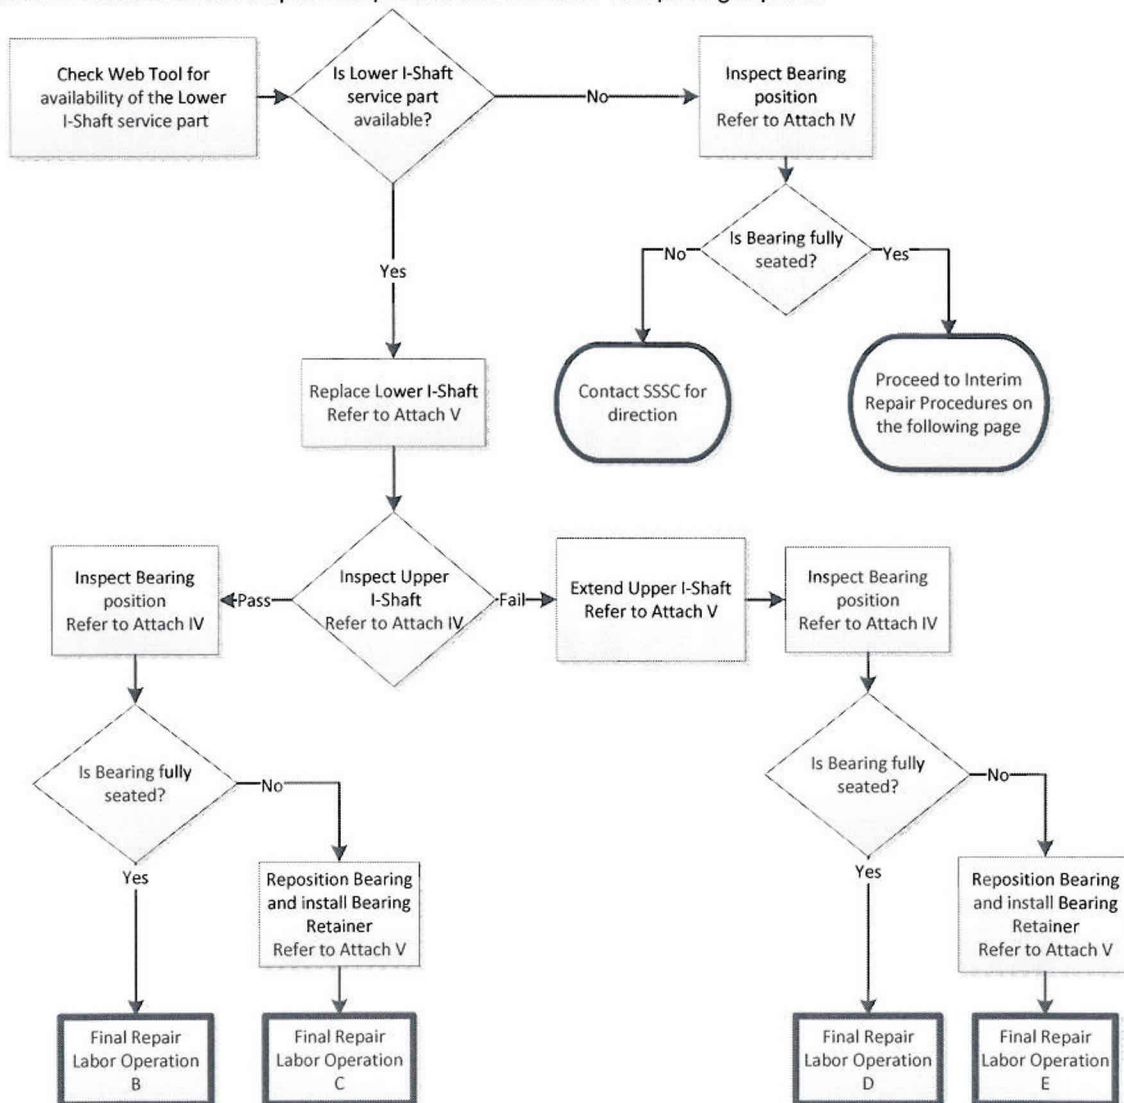 Check Web Tool for
availability of the Lower
I-Shaft service part
Is Lower I-Shaft
service part
available?
No
Inspect Bearing
position
Refer to Attach IV
Is Bearing fully
seated?
No
Yes
Contact SSSC for
direction
Proceed to Interim
Repair Procedures on
the following page
Yes
Replace Lower I-Shaft
Refer to Attach V
Inspect Upper
I-Shaft
Refer to Attach IV
Pass
Fail
Inspect Bearing
position
Refer to Attach IV
Extend Upper I-Shaft
Refer to Attach V
Inspect Bearing
position
Refer to Attach IV
Is Bearing fully
seated?
No
Yes
Reposition Bearing
and install Bearing
Retainer
Refer to Attach V
Final Repair
Labor Operation
B
Final Repair
Labor Operation
C
Is Bearing fully
seated?
No
Yes
Reposition Bearing
and install Bearing
Retainer
Refer to Attach V
Final Repair
Labor Operation
D
Final Repair
Labor Operation
E